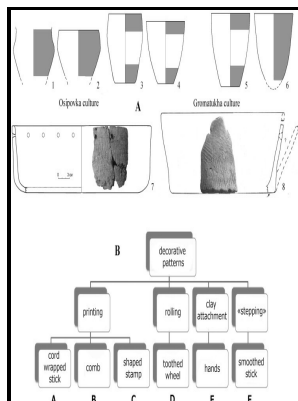 1 2 3 4 5 6
Osipovka culture A Gromatukha culture
7 8
B
decorative patterns
printing rolling clay attachment «stepping»
cord wrapped stick comb shaped stamp toothed wheel hands smoothed stick
A B C D E F